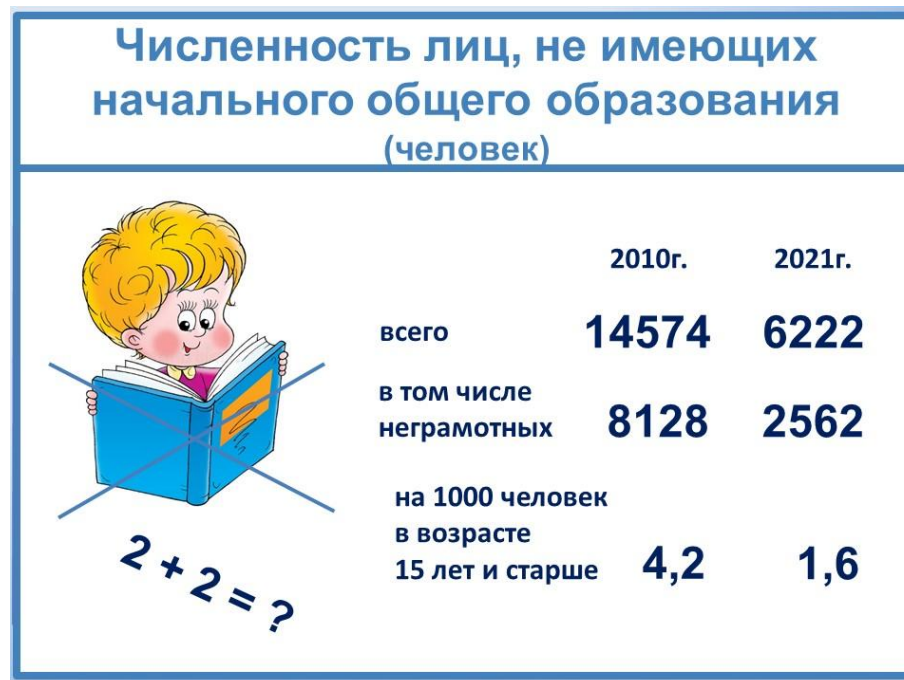 Численность лиц, не имеющих
начального общего образования
(человек)
2010г. 2021г.
всего 14574 6222
в том числе
неграмотных 8128 2562
на 1000 человек
в возрасте
15 лет и старше 4,2 1,6
2 + 2 = ?